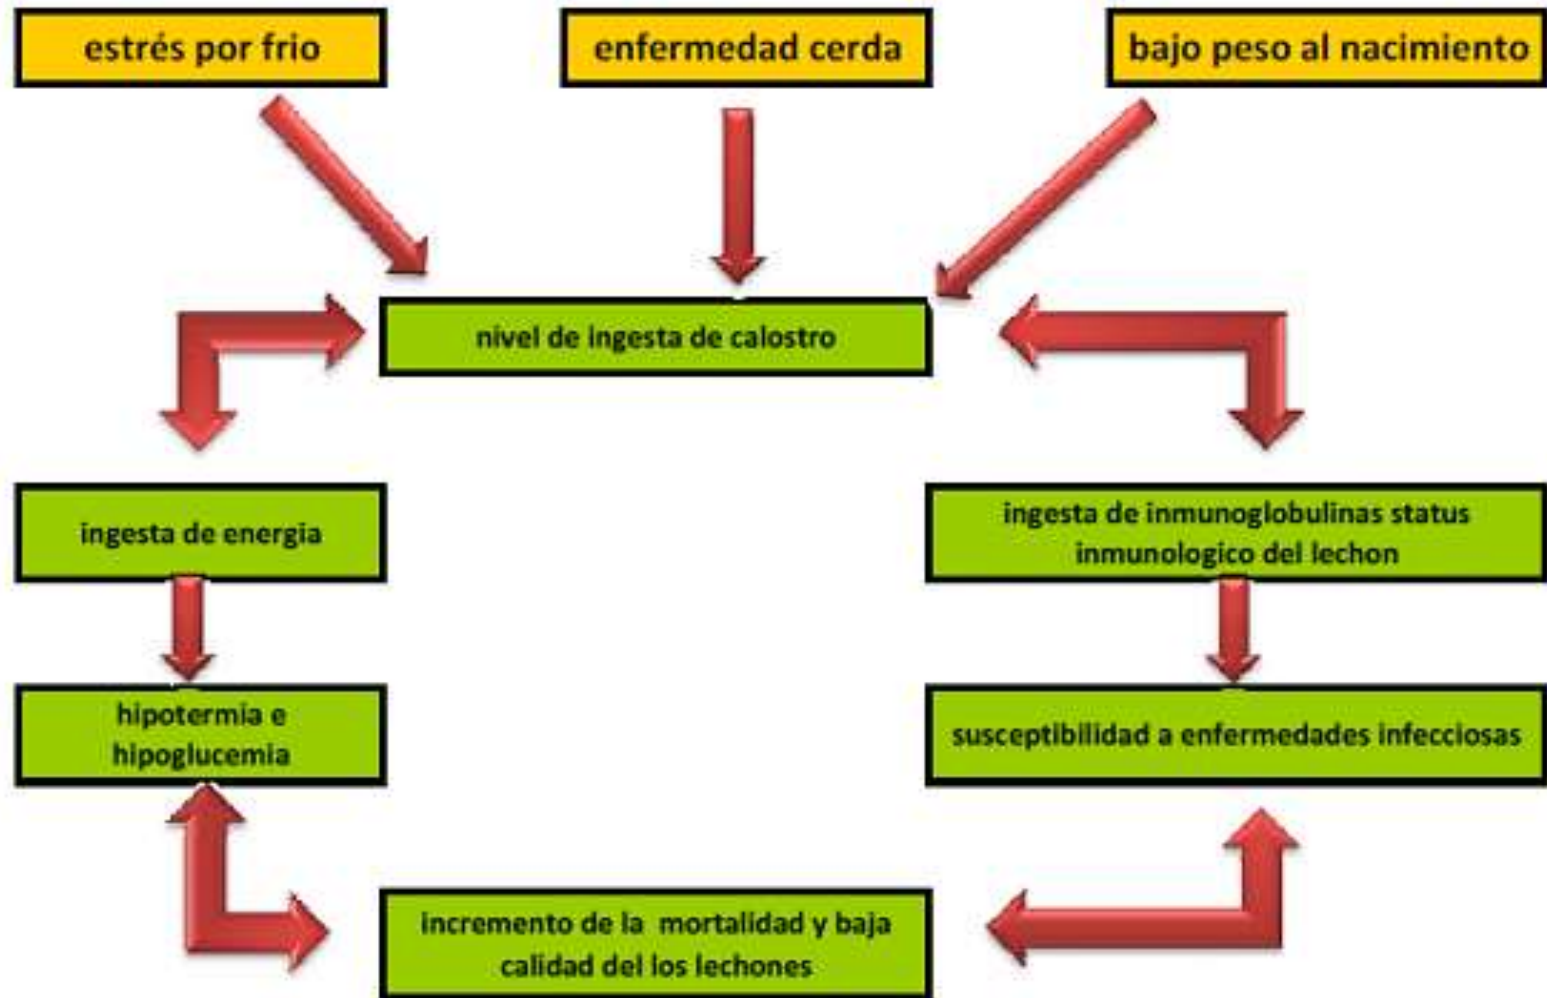 estrés por frio
enfermedad cerda
bajo peso al nacimiento
nivel de ingesta de calostro
ingesta de energia
ingesta de inmunoglobulinas status
inmunologico del lechon
hipotermia e
hipoglucemia
susceptibilidad a enfermedades infecciosas
incremento de la mortalidad y baja
calidad del los lechones